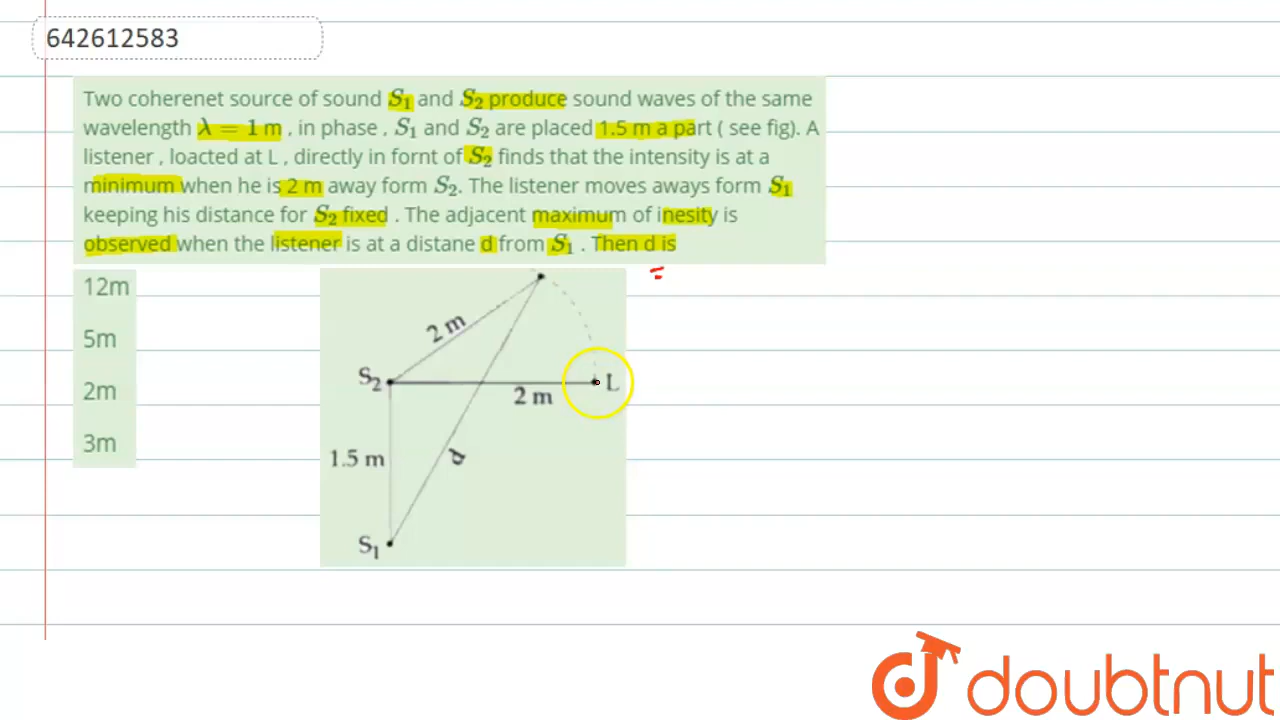 642612583
Two coherenet source of sound S₁ and S₂ produce sound waves of the same
wavelength λ = 1 m , in phase , S₁ and S₂ are placed 1.5 m a part ( see fig). A
listener , loacted at L , directly in fornt of S₂ finds that the intensity is at a
minimum when he is 2 m away form S₂. The listener moves aways form S₁
keeping his distance for S₂ fixed . The adjacent maximum of inesity is
observed when the listener is at a distane d from S₁ . Then d is
12m
5m
2m
3m
2 m
S₂
L
2 m
1.5 m
d
S₁
doubtnut